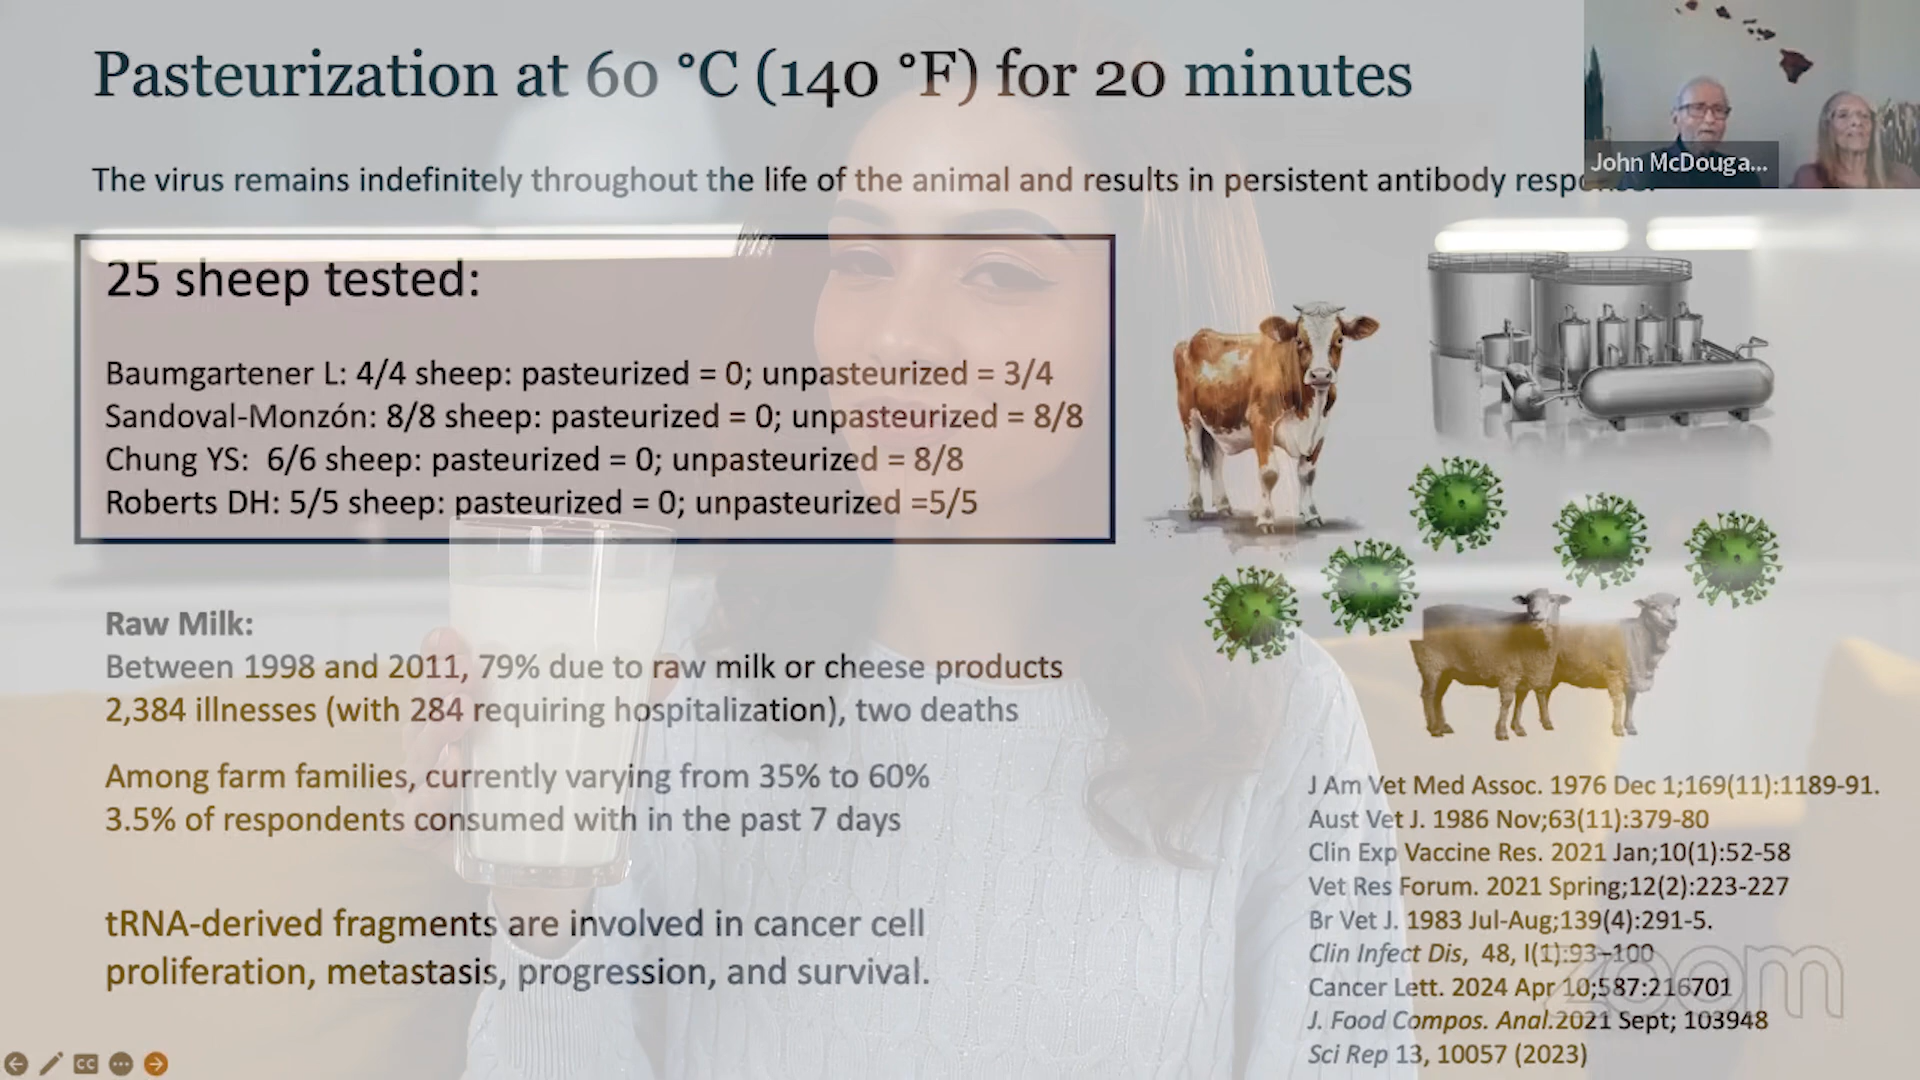 Pasteurization at 60 °C (140 °F) for 20 minutes
John McDouga...
The virus remains indefinitely throughout the life of the animal and results in persistent antibody
25 sheep tested:
Baumgartener L: 4/4 sheep: pasteurized = 0; unpasteurized = 3/4
Sandoval-Monzón: 8/8 sheep: pasteurized = 0; unpasteurized = 8/8
Chung YS: 6/6 sheep: pasteurized = 0; unpasteurized = 8/8
Roberts DH: 5/5 sheep: pasteurized = 0; unpasteurized =5/5
Raw Milk:
Between 1998 and 2011, 79% due to raw milk or cheese products
2,384 illnesses (with 284 requiring hospitalization), two deaths
Among farm families, currently varying from 35% to 60%
3.5% of respondents consumed with in the past 7 days
tRNA-derived fragments are involved in cancer cell
proliferation, metastasis, progression, and survival.
J Am Vet Med Assoc. 1976 Dec 1;169(11):1189-91.
Aust Vet J. 1986 Nov;63(11):379-80
Clin Exp Vaccine Res. 2021 Jan;10(1):52-58
Vet Res Forum. 2021 Spring;12(2):223-227
Br Vet J. 1983 Jul-Aug;139(4):291-5.
Clin Infect Dis, 48, I(1):93–100
Cancer Lett. 2024 Apr 10;587:216701
J. Food Compos. Anal.2021 Sept; 103948
Sci Rep 13, 10057 (2023)
zoom
CC